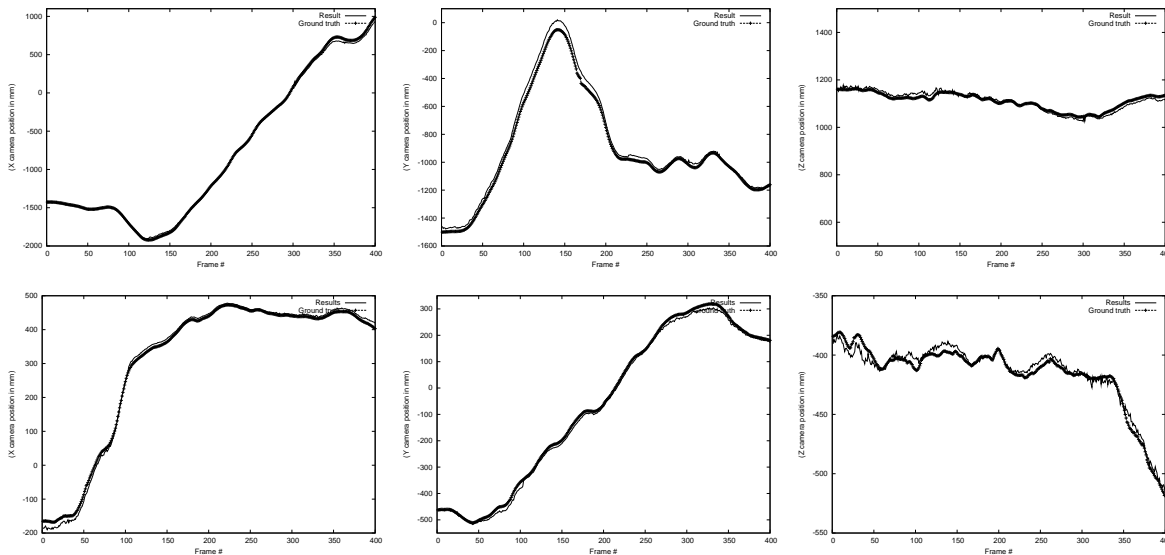 Result
Ground truth
(X camera position in mm)
1000
500
0
-500
-1000
-1500
-2000
0 50 100 150 200 250 300 350 400
Frame #
Result
Ground truth
(Y camera position in mm)
0
-200
-400
-600
-800
-1000
-1200
-1400
-1600
0 50 100 150 200 250 300 350 400
Frame #
Result
Ground truth
(Z camera position in mm)
1400
1200
1000
800
600
0 50 100 150 200 250 300 350 400
Frame #
Results
Ground truth
(X camera position in mm)
500
400
300
200
100
0
-100
-200
0 50 100 150 200 250 300 350 400
Frame #
Results
Ground truth
(Y camera position in mm)
300
200
100
0
-100
-200
-300
-400
-500
0 50 100 150 200 250 300 350 400
Frame #
Results
Ground truth
(Z camera position in mm)
-350
-400
-450
-500
-550
0 50 100 150 200 250 300 350 400
Frame #